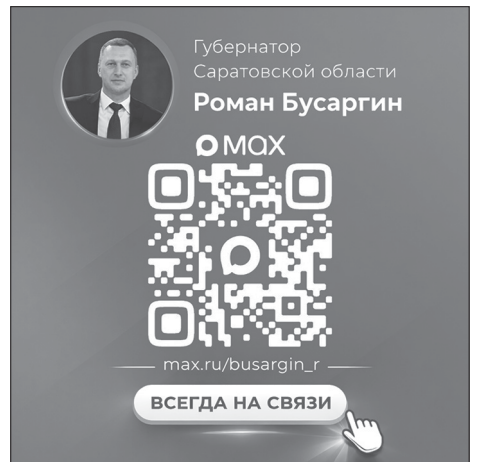 Губернатор
Саратовской области
Роман Бусаргин
max
max.ru/busargin_r
ВСЕГДА НА СВЯЗИ